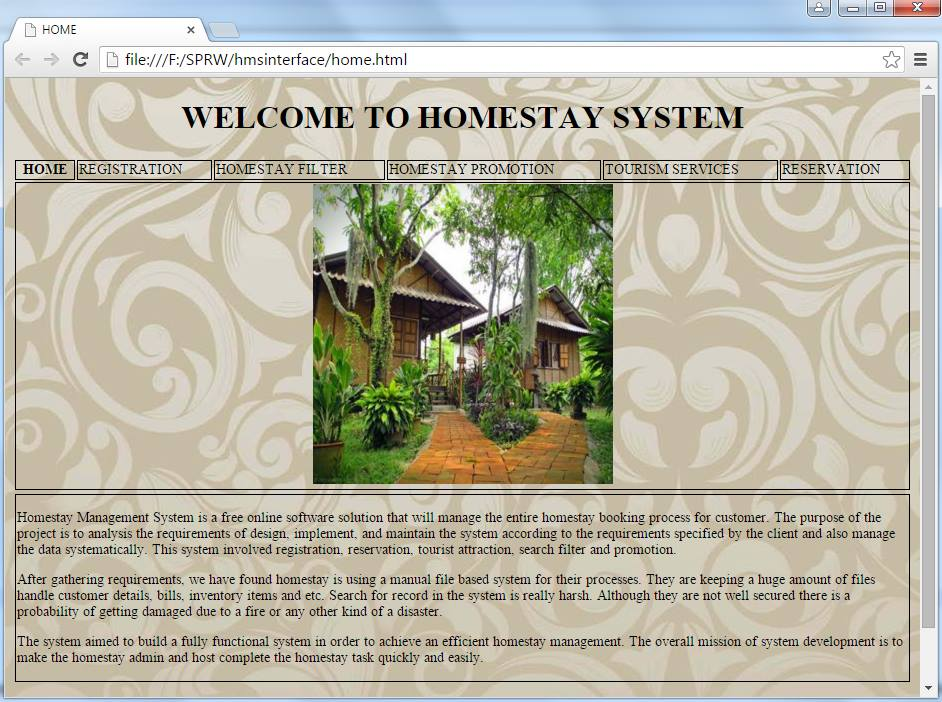 HOME
file:///F:/SPRW/hmsinterface/home.html
WELCOME TO HOMESTAY SYSTEM
HOME REGISTRATION HOMESTAY FILTER HOMESTAY PROMOTION TOURISM SERVICES RESERVATION
Homestay Management System is a free online software solution that will manage the entire homestay booking process for customer. The purpose of the
project is to analysis the requirements of design, implement, and maintain the system according to the requirements specified by the client and also manage
the data systematically. This system involved registration, reservation, tourist attraction, search filter and promotion.
After gathering requirements, we have found homestay is using a manual file based system for their processes. They are keeping a huge amount of files
handle customer details, bills, inventory items and etc. Search for record in the system is really harsh. Although they are not well secured there is a
probability of getting damaged due to a fire or any other kind of a disaster.
The system aimed to build a fully functional system in order to achieve an efficient homestay management. The overall mission of system development is to
make the homestay admin and host complete the homestay task quickly and easily.